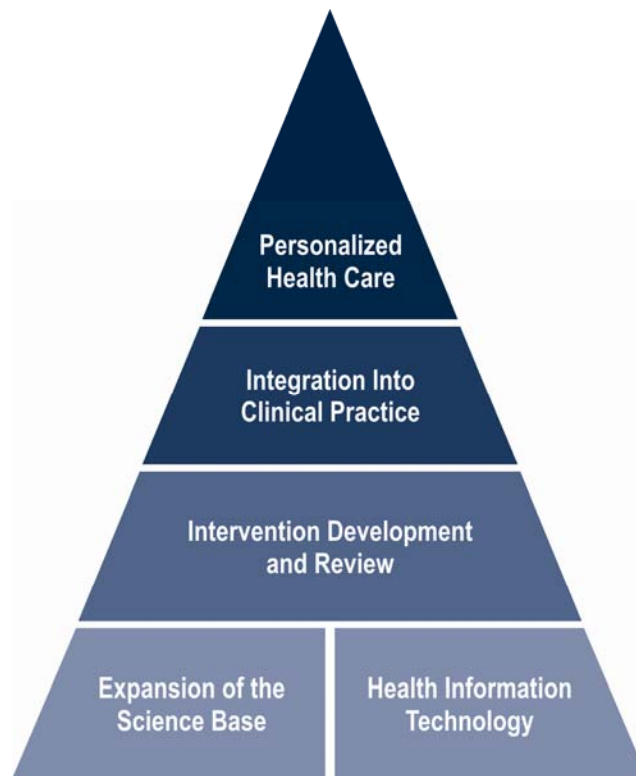 Personalized
Health Care
Integration Into
Clinical Practice
Intervention Development
and Review
Expansion of the
Science Base
Health Information
Technology